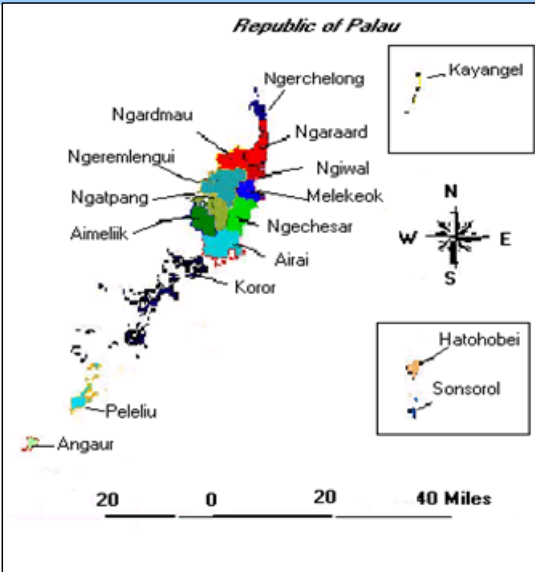 Republic of Palau
Kayangel
Ngerchelong
Ngardmau
Ngaraard
Ngeremlengui
Ngiwal
Ngatpang
Melekeok
Aimeliik
Ngechesar
Airai
Koror
N
W E
S
Hatohobei
Sonsorol
Peleliu
Angaur
20 0 20 40 Miles